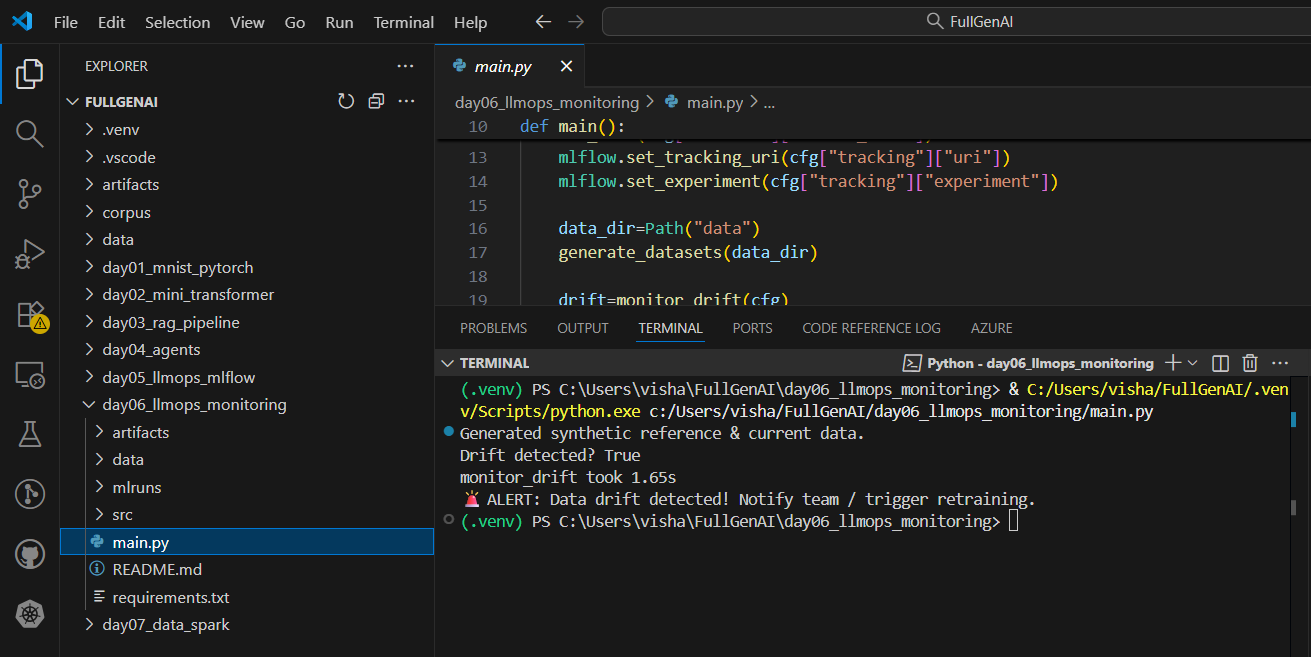 File Edit Selection View Go Run Terminal Help FullGenAI
EXPLORER
FULLGENAI
.venv
.vscode
artifacts
corpus
data
day01_mnist_pytorch
day02_mini_transformer
day03_rag_pipeline
day04_agents
day05_llmops_mlflow
day06_llmops_monitoring
artifacts
data
mlruns
src
main.py
README.md
requirements.txt
day07_data_spark
main.py
day06_llmops_monitoring > main.py > ...
10 def main():
13 mlflow.set_tracking_uri(cfg["tracking"]["uri"])
14 mlflow.set_experiment(cfg["tracking"]["experiment"])
15
16 data_dir=Path("data")
17 generate_datasets(data_dir)
18
19 drift=monitor_drift(cfg)
PROBLEMS OUTPUT TERMINAL PORTS CODE REFERENCE LOG AZURE
TERMINAL Python - day06_llmops_monitoring
(.venv) PS C:\Users\visha\FullGenAI\day06_llmops_monitoring> & C:/Users/visha/FullGenAI/.ven
v/Scripts/python.exe c:/Users/visha/FullGenAI/day06_llmops_monitoring/main.py
Generated synthetic reference & current data.
Drift detected? True
monitor_drift took 1.65s
🚨 ALERT: Data drift detected! Notify team / trigger retraining.
(.venv) PS C:\Users\visha\FullGenAI\day06_llmops_monitoring>